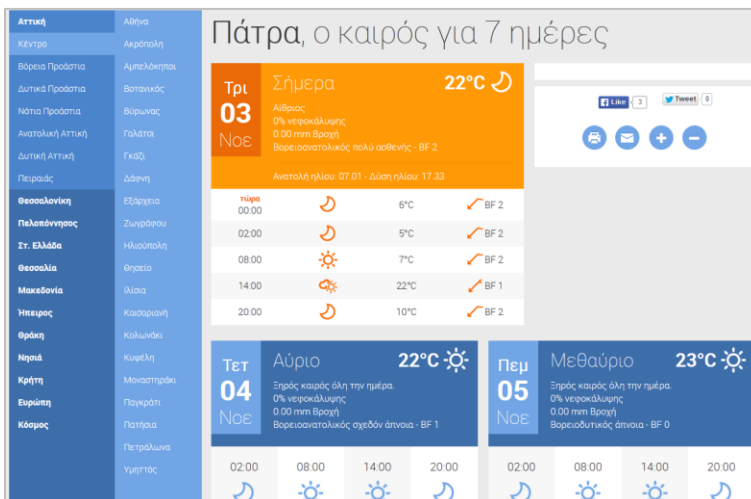 Αττική
Κέντρο
Βόρεια Προάστια
Δυτικά Προάστια
Νότια Προάστια
Ανατολική Αττική
Δυτική Αττική
Πειραιάς
Θεσσαλονίκη
Πελοπόννησος
Στ. Ελλάδα
Θεσσαλία
Μακεδονία
Ήπειρος
Θράκη
Νησιά
Κρήτη
Ευρώπη
Κόσμος
Αθήνα
Ακρόπολη
Αμπελόκηποι
Βοτανικός
Βύρωνας
Γαλάτσι
Γκάζι
Δάφνη
Εξάρχεια
Ζωγράφου
Ηλιούπολη
Θησείο
Ιλίσια
Καισαριανή
Κολωνάκι
Κυψέλη
Μοναστηράκι
Παγκράτι
Πατήσια
Πετράλωνα
Υμηττός
Πάτρα, ο καιρός για 7 ημέρες
Τρι
03
Νοε
Σήμερα 22°C
Αίθριος
0% νεφοκάλυψης
0.00 mm Βροχή
Βορειοανατολικός πολύ ασθενής - BF 2
Ανατολή ηλίου: 07.01 - Δύση ηλίου: 17.33
τώρα
00:00 6°C BF 2
02:00 5°C BF 2
08:00 7°C BF 2
14:00 22°C BF 1
20:00 10°C BF 2
Like 3 Tweet 0
Τετ
04
Νοε
Αύριο 22°C
Ξηρός καιρός όλη την ημέρα.
0% νεφοκάλυψης
0.00 mm Βροχή
Βορειοανατολικός σχεδόν άπνοια - BF 1
02:00 08:00 14:00 20:00
Πεμ
05
Νοε
Μεθαύριο 23°C
Ξηρός καιρός όλη την ημέρα.
0% νεφοκάλυψης
0.00 mm Βροχή
Βορειοδυτικός άπνοια - BF 0
02:00 08:00 14:00 20:00